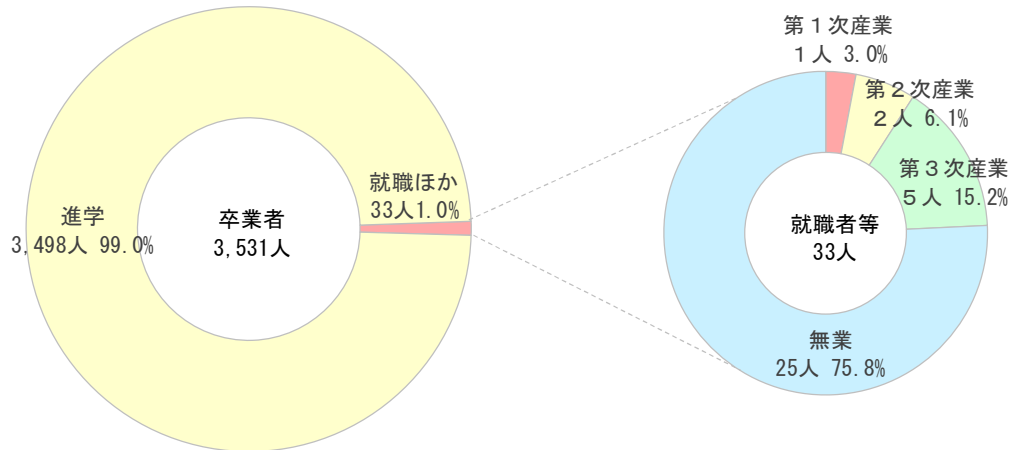 進学
3,498人 99.0%
卒業者
3,531人
就職ほか
33人1.0%
第１次産業
１人 3.0%
第２次産業
２人 6.1%
第３次産業
５人 15.2%
就職者等
33人
無業
25人 75.8%